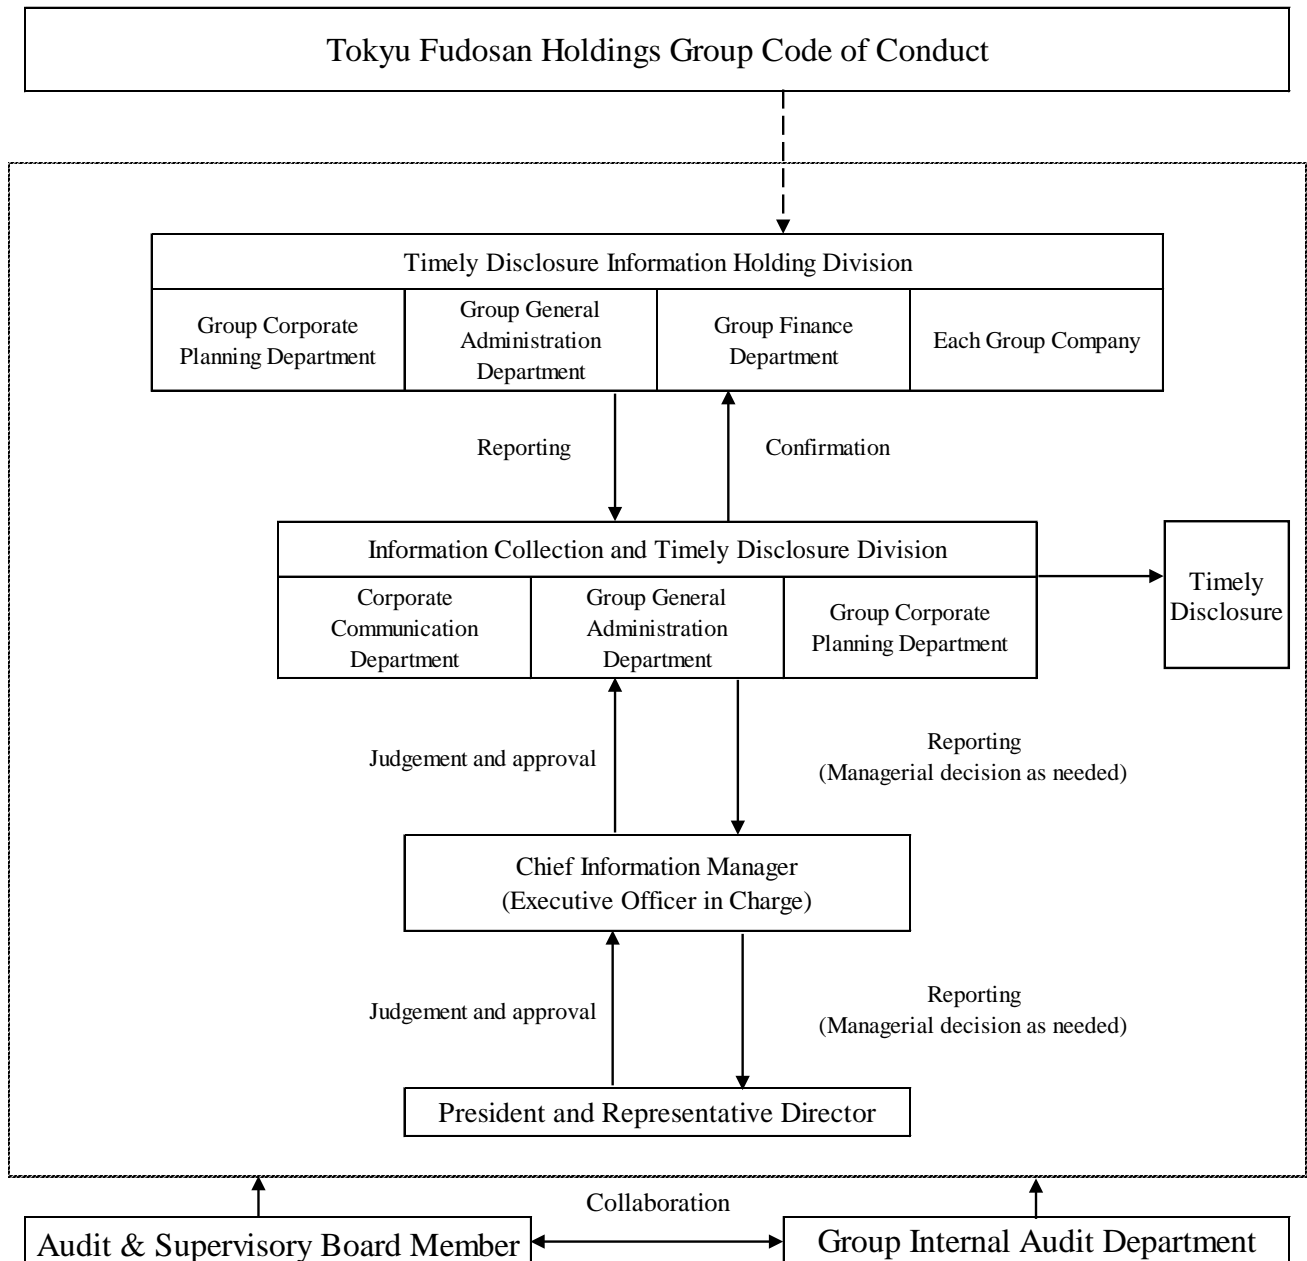 Tokyu Fudosan Holdings Group Code of Conduct
Timely Disclosure Information Holding Division
Group Corporate
Planning Department
Group General
Administration
Department
Group Finance
Department
Each Group Company
Reporting
Confirmation
Information Collection and Timely Disclosure Division
Corporate
Communication
Department
Group General
Administration
Department
Group Corporate
Planning Department
Timely
Disclosure
Judgement and approval
Reporting
(Managerial decision as needed)
Chief Information Manager
(Executive Officer in Charge)
Judgement and approval
Reporting
(Managerial decision as needed)
President and Representative Director
Collaboration
Audit & Supervisory Board Member
Group Internal Audit Department